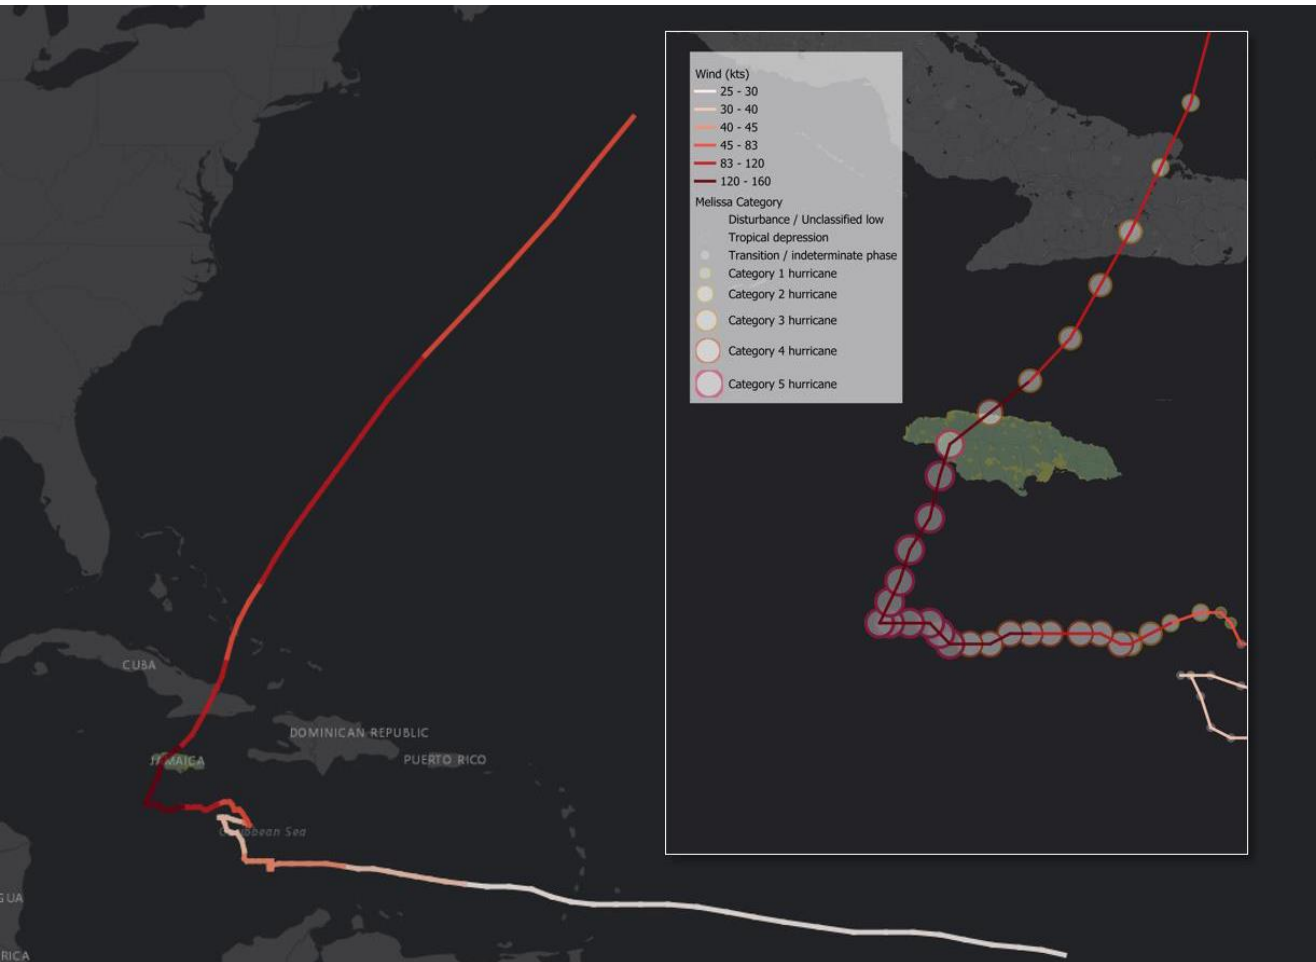 Wind (kts)
25 - 30
30 - 40
40 - 45
45 - 83
83 - 120
120 - 160
Melissa Category
Disturbance / Unclassified low
Tropical depression
Transition / indeterminate phase
Category 1 hurricane
Category 2 hurricane
Category 3 hurricane
Category 4 hurricane
Category 5 hurricane
CUBA
DOMINICAN REPUBLIC
JAMAICA
PUERTO RICO
Caribbean Sea
GUA
RICA